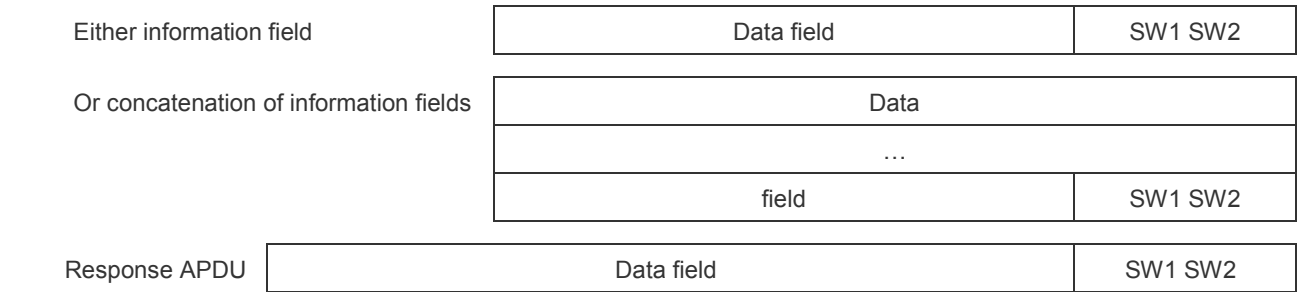 Either information field Data field SW1 SW2
Or concatenation of information fields Data
…
field SW1 SW2
Response APDU Data field SW1 SW2